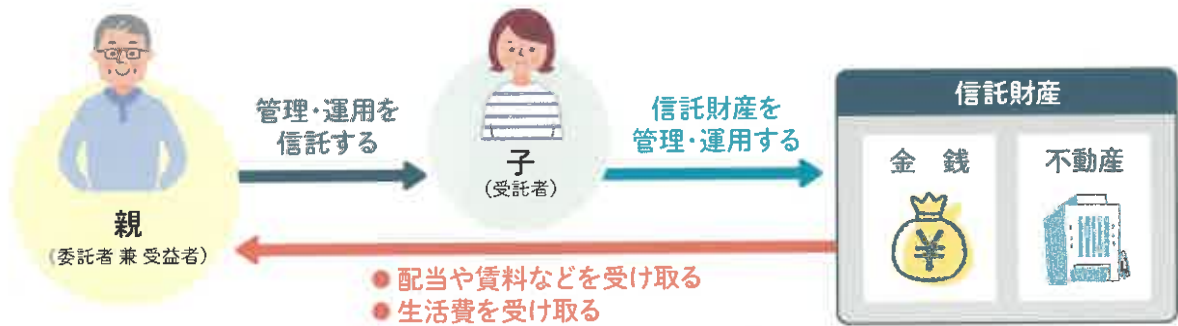 管理・運用を
信託する
親
(委託者 兼 受益者)
子
(受託者)
信託財産を
管理・運用する
信託財産
金 銭
不動産
¥
● 配当や賃料などを受け取る
● 生活費を受け取る